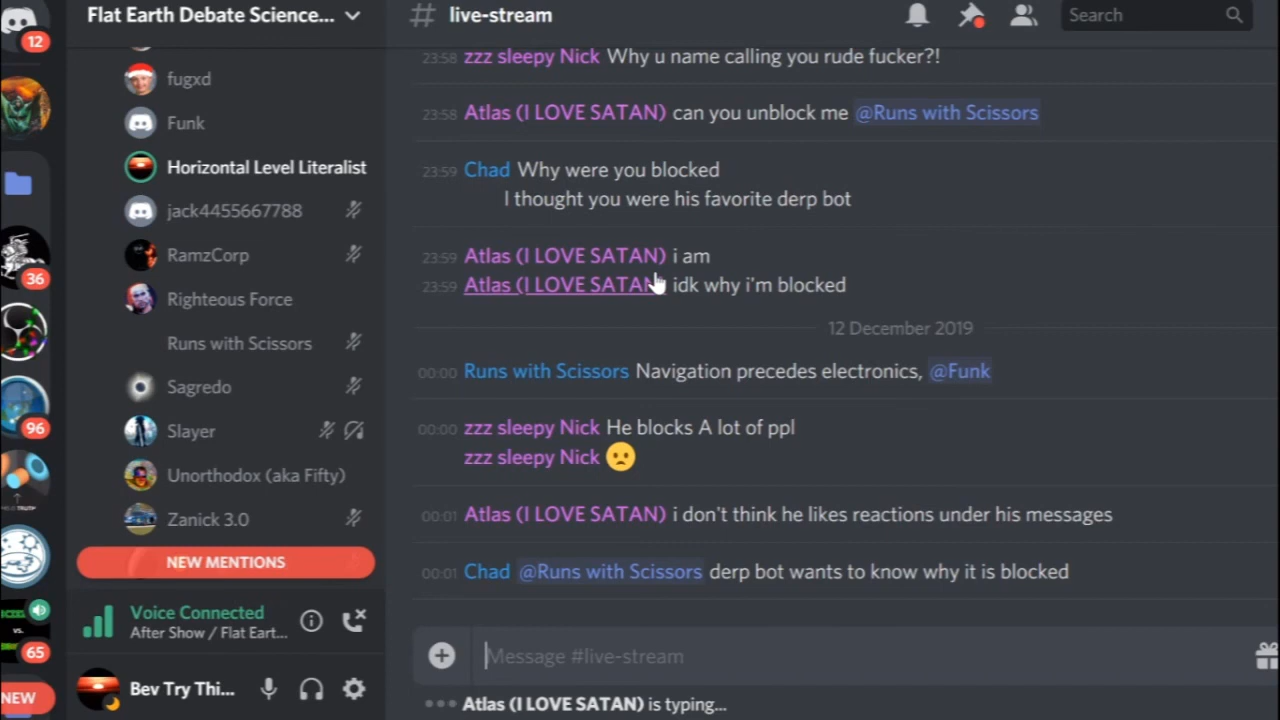 12
36
96
65
NEW
Flat Earth Debate Science...
fugxd
Funk
Horizontal Level Literalist
jack4455667788
RamzCorp
Righteous Force
Runs with Scissors
Sagredo
Slayer
Unorthodox (aka Fifty)
Zanick 3.0
NEW MENTIONS
Voice Connected
After Show / Flat Eart...
Bev Try Thi...
# live-stream
Search
23:58 zzz sleepy Nick Why u name calling you rude fucker?!
23:58 Atlas (I LOVE SATAN) can you unblock me @Runs with Scissors
23:59 Chad Why were you blocked
I thought you were his favorite derp bot
23:59 Atlas (I LOVE SATAN) i am
23:59 Atlas (I LOVE SATAN) idk why i'm blocked
12 December 2019
00:00 Runs with Scissors Navigation precedes electronics, @Funk
00:00 zzz sleepy Nick He blocks A lot of ppl
zzz sleepy Nick 🙁
00:01 Atlas (I LOVE SATAN) i don't think he likes reactions under his messages
00:01 Chad @Runs with Scissors derp bot wants to know why it is blocked
Message #live-stream
Atlas (I LOVE SATAN) is typing...